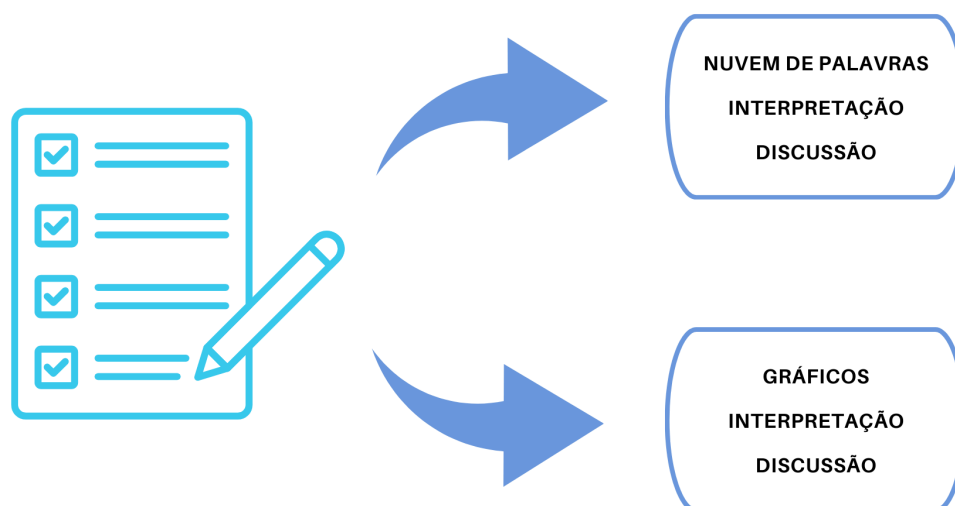 NUVEM DE PALAVRAS
INTERPRETAÇÃO
DISCUSSÃO
GRÁFICOS
INTERPRETAÇÃO
DISCUSSÃO